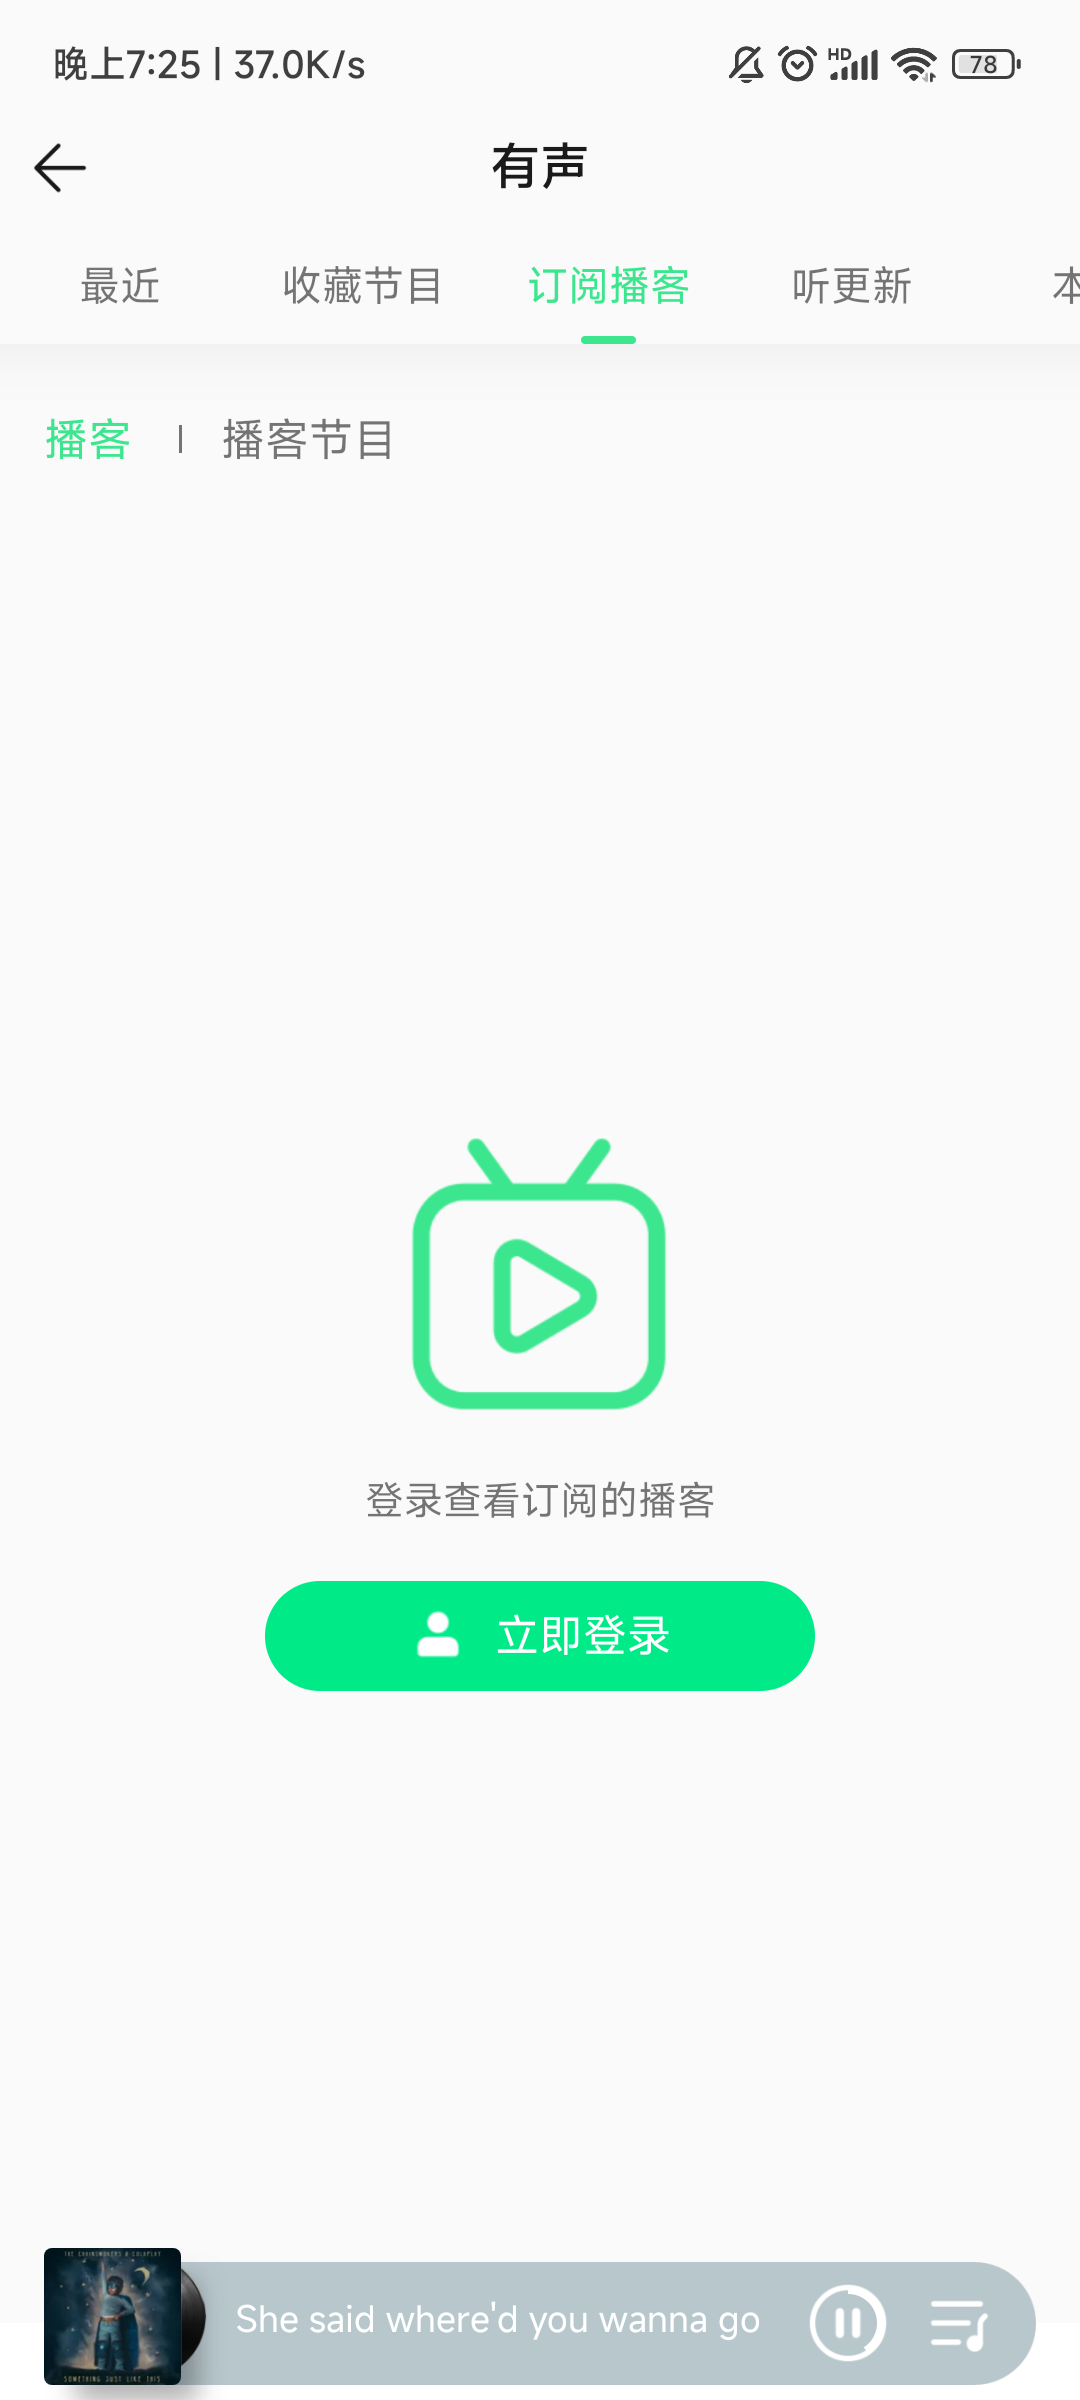 晚上7:25 | 37.0K/s
HD
78
有声
最近 收藏节目 订阅播客 听更新 本
播客 | 播客节目
登录查看订阅的播客
立即登录
THE CHAINSMOKERS & COLDPLAY
She said where'd you wanna go
SOMETHING JUST LIKE THIS